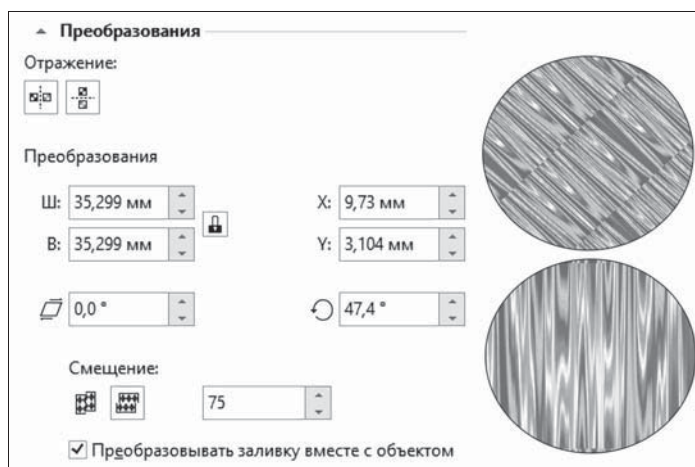 Преобразования
Отражение:
Преобразования
Ш: 35,299 мм X: 9,73 мм
В: 35,299 мм Y: 3,104 мм
0,0 ° 47,4 °
Смещение:
75
Преобразовывать заливку вместе с объектом